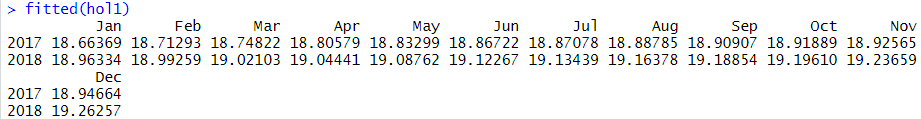 > fitted(hol1)
Jan Feb Mar Apr May Jun Jul Aug Sep Oct Nov
2017 18.66369 18.71293 18.74822 18.80579 18.83299 18.86722 18.87078 18.88785 18.90907 18.91889 18.92565
2018 18.96334 18.99259 19.02103 19.04441 19.08762 19.12267 19.13439 19.16378 19.18854 19.19610 19.23659
Dec
2017 18.94664
2018 19.26257